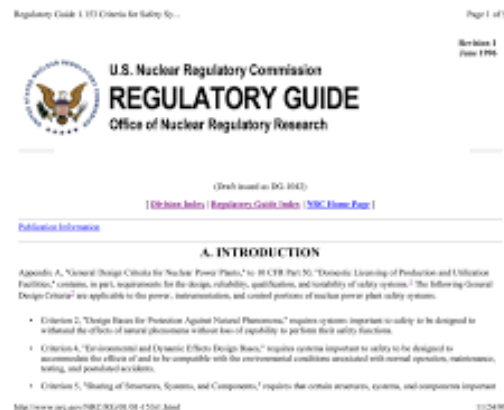 Regulatory Guide 1.153 Criteria for Safety Sy...
Page 1 of
Revision 1
June 1996
U.S. Nuclear Regulatory Commission
REGULATORY GUIDE
Office of Nuclear Regulatory Research
(Draft issued as DG-1042)
[ Division Index | Regulatory Guide Index | NRC Home Page ]
Publication Information
A. INTRODUCTION
Appendix A, "General Design Criteria for Nuclear Power Plants," to 10 CFR Part 50, "Domestic Licensing of Production and Utilization
Facilities," contains, in part, requirements for the design, reliability, qualification, and testability of safety systems.1 The following General
Design Criteria2 are applicable to the power, instrumentation, and control portions of nuclear power plant safety systems.
• Criterion 2, "Design Bases for Protection Against Natural Phenomena," requires systems important to safety to be designed to
withstand the effects of natural phenomena without loss of capability to perform their safety functions.
• Criterion 4, "Environmental and Dynamic Effects Design Bases," requires systems important to safety to be designed to
accommodate the effects of and to be compatible with the environmental conditions associated with normal operation, maintenance,
testing, and postulated accidents.
• Criterion 5, "Sharing of Structures, Systems, and Components," requires that certain structures, systems, and components important